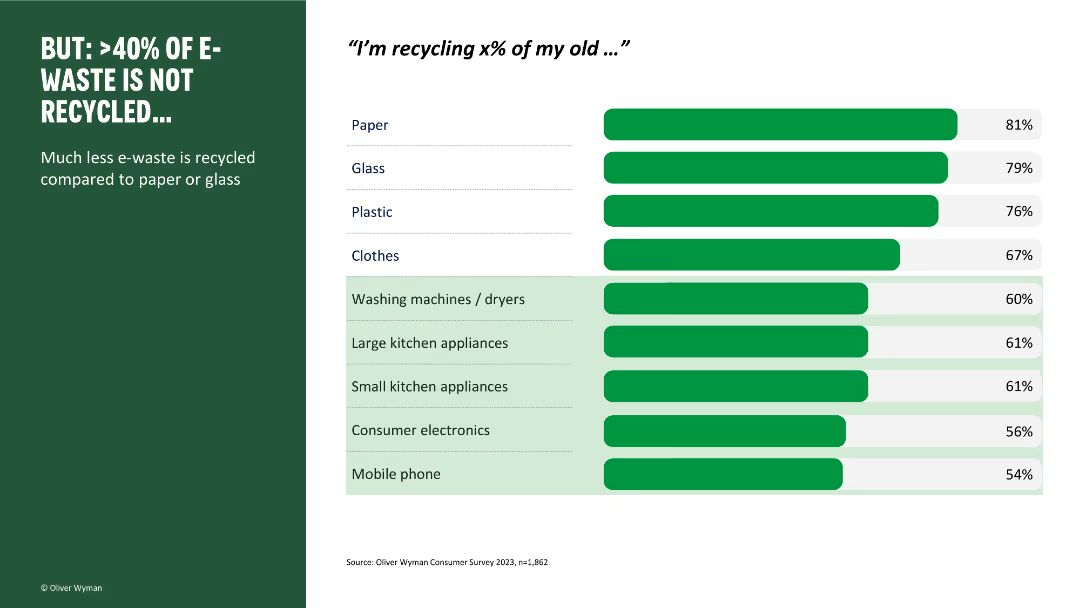 BUT: >40% OF E-
WASTE IS NOT
RECYCLED…
Much less e-waste is recycled
compared to paper or glass
© Oliver Wyman
“I’m recycling x% of my old …”
Paper 81%
Glass 79%
Plastic 76%
Clothes 67%
Washing machines / dryers 60%
Large kitchen appliances 61%
Small kitchen appliances 61%
Consumer electronics 56%
Mobile phone 54%
Source: Oliver Wyman Consumer Survey 2023, n=1,862